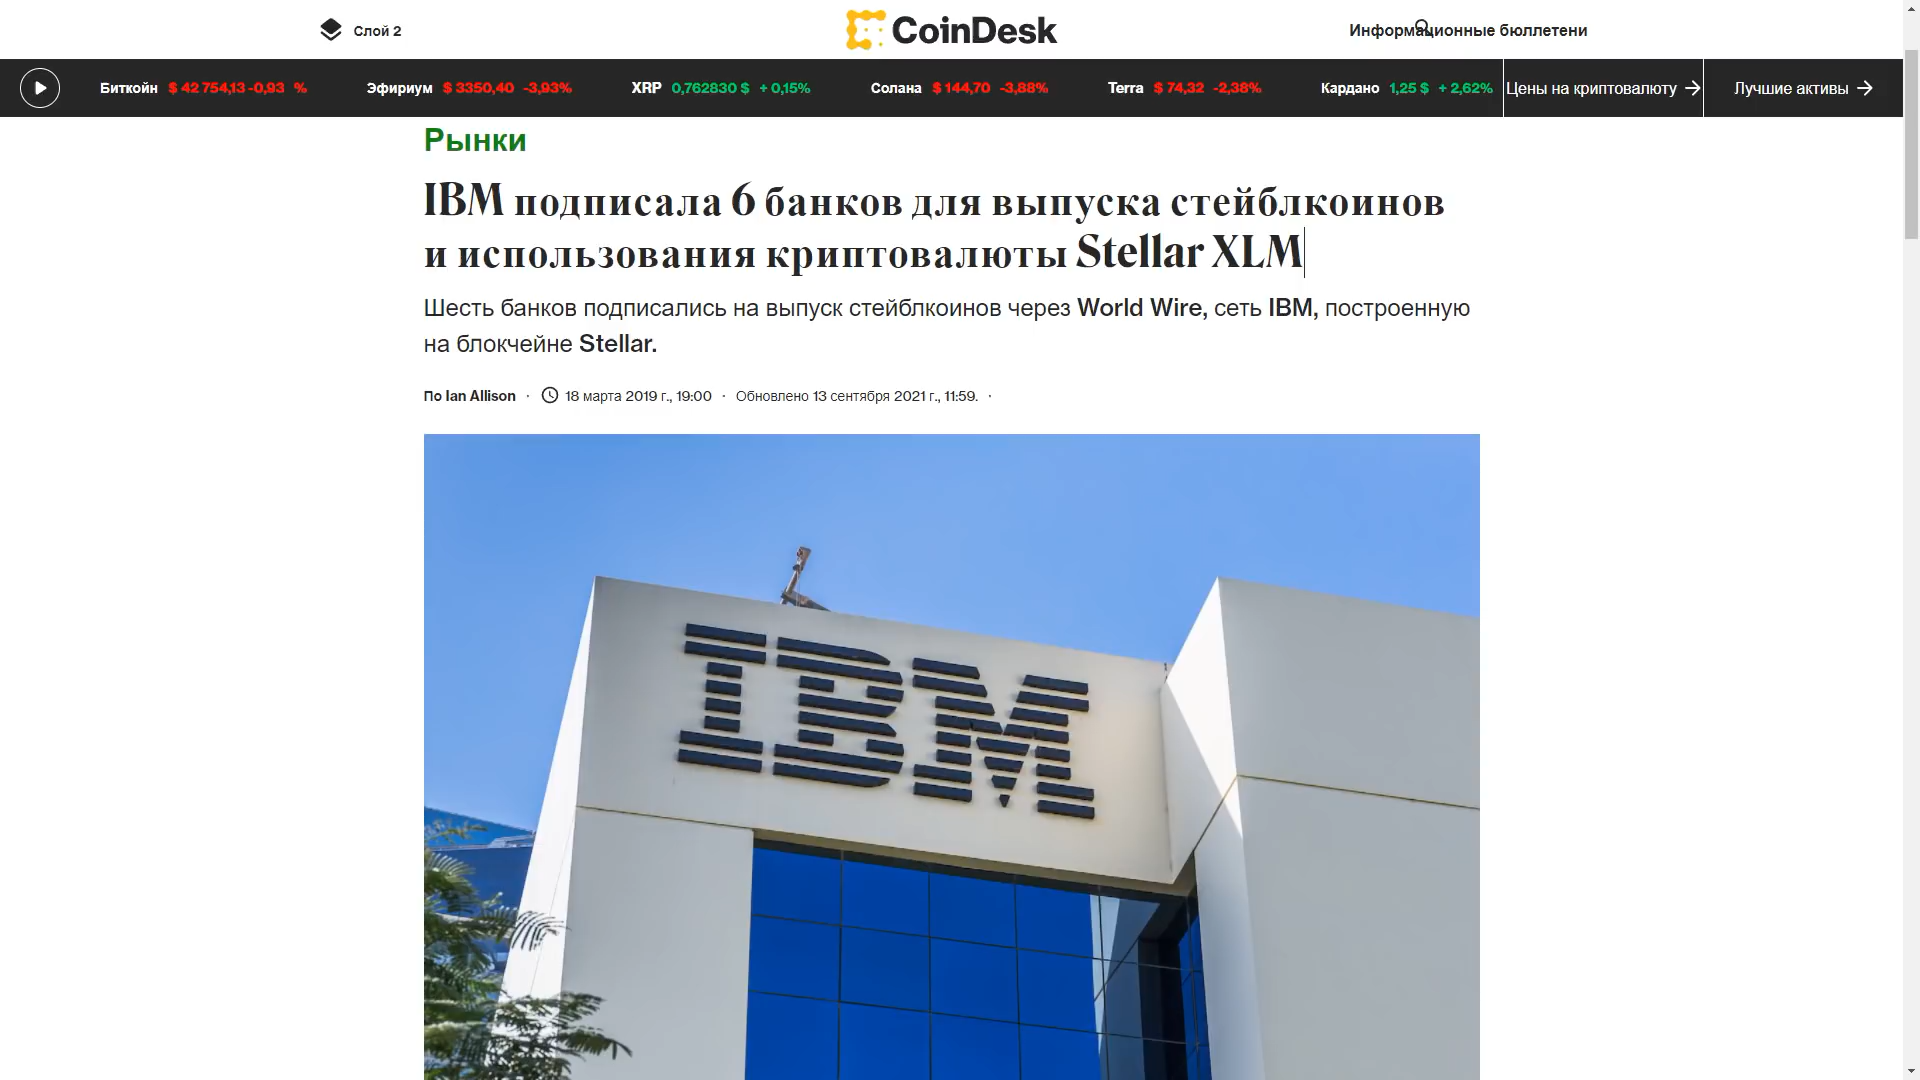 Слой 2
CoinDesk
Информационные бюллетени
Биткойн $ 42 754,13 -0,93 % Эфириум $ 3350,40 -3,93% XRP 0,762830 $ + 0,15% Солана $ 144,70 -3,88% Terra $ 74,32 -2,38% Кардано 1,25 $ + 2,62% Цены на криптовалюту Лучшие активы
Рынки
IBM подписала 6 банков для выпуска стейблкоинов
и использования криптовалюты Stellar XLM
Шесть банков подписались на выпуск стейблкоинов через World Wire, сеть IBM, построенную
на блокчейне Stellar.
По Ian Allison · 18 марта 2019 г., 19:00 · Обновлено 13 сентября 2021 г., 11:59. ·
IBM